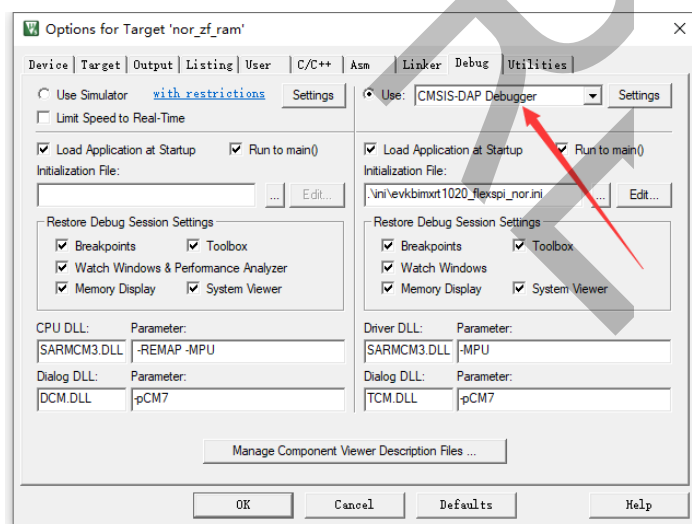 Options for Target 'nor_zf_ram'
Device Target Output Listing User C/C++ Asm Linker Debug Utilities
Use Simulator with restrictions Settings
Limit Speed to Real-Time
Load Application at Startup Run to main()
Initialization File:
... Edit...
Restore Debug Session Settings
Breakpoints Toolbox
Watch Windows & Performance Analyzer
Memory Display System Viewer
CPU DLL: Parameter:
SARMCM3.DLL -REMAP -MPU
Dialog DLL: Parameter:
DCM.DLL -pCM7
Use: CMSIS-DAP Debugger Settings
Load Application at Startup Run to main()
Initialization File:
.\ini\evkbimxrt1020_flexspi_nor.ini ... Edit...
Restore Debug Session Settings
Breakpoints Toolbox
Watch Windows
Memory Display System Viewer
Driver DLL: Parameter:
SARMCM3.DLL -MPU
Dialog DLL: Parameter:
TCM.DLL -pCM7
Manage Component Viewer Description Files ...
OK Cancel Defaults Help